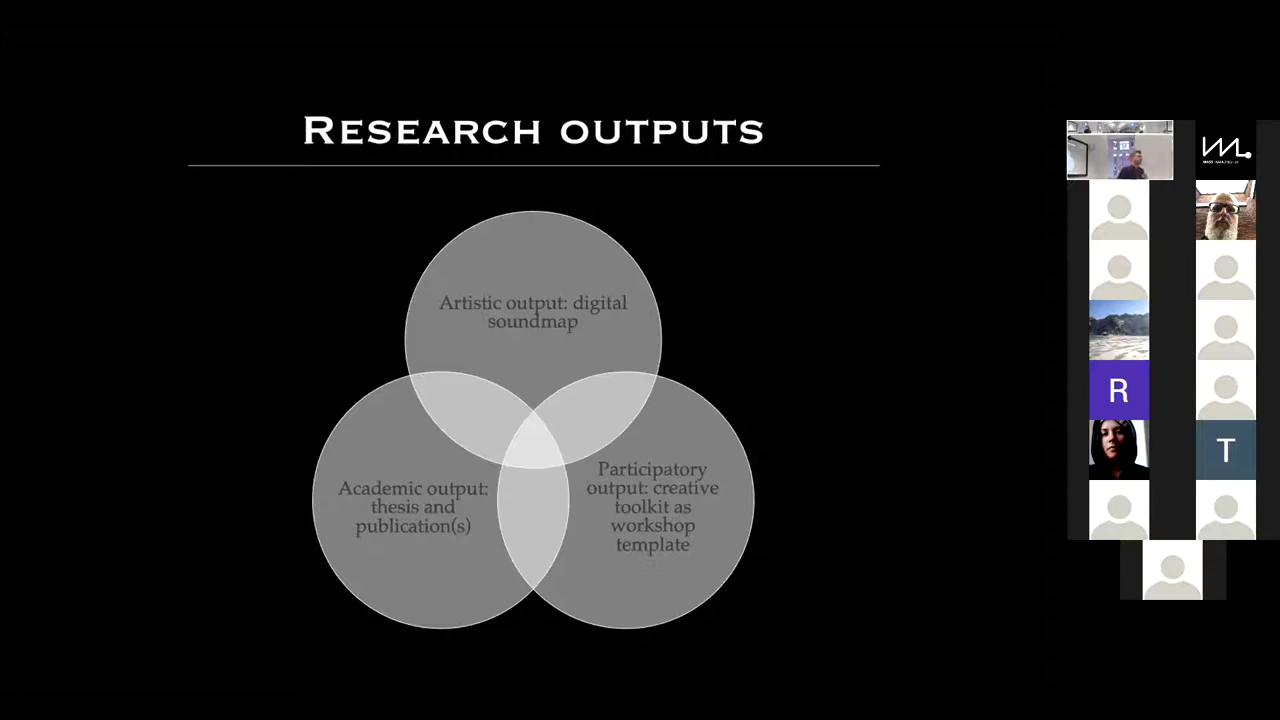 Research outputs
Artistic output: digital
soundmap
Academic output:
thesis and
publication(s)
Participatory
output: creative
toolkit as
workshop
template
R
T